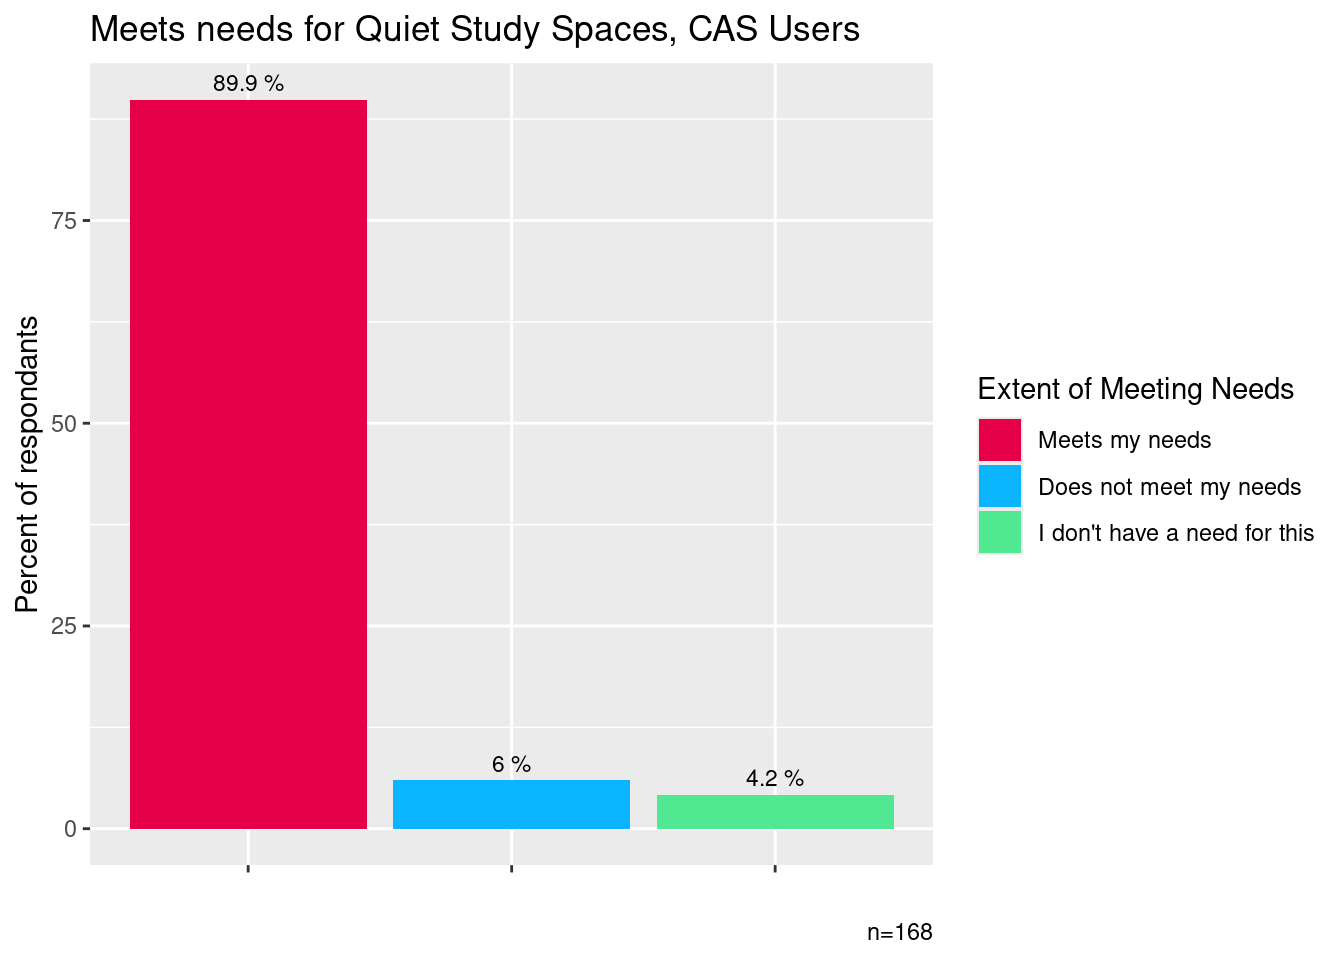 Meets needs for Quiet Study Spaces, CAS Users
89.9 %
6 %
4.2 %
75
50
25
0
Percent of respondants
Extent of Meeting Needs
Meets my needs
Does not meet my needs
I don't have a need for this
n=168